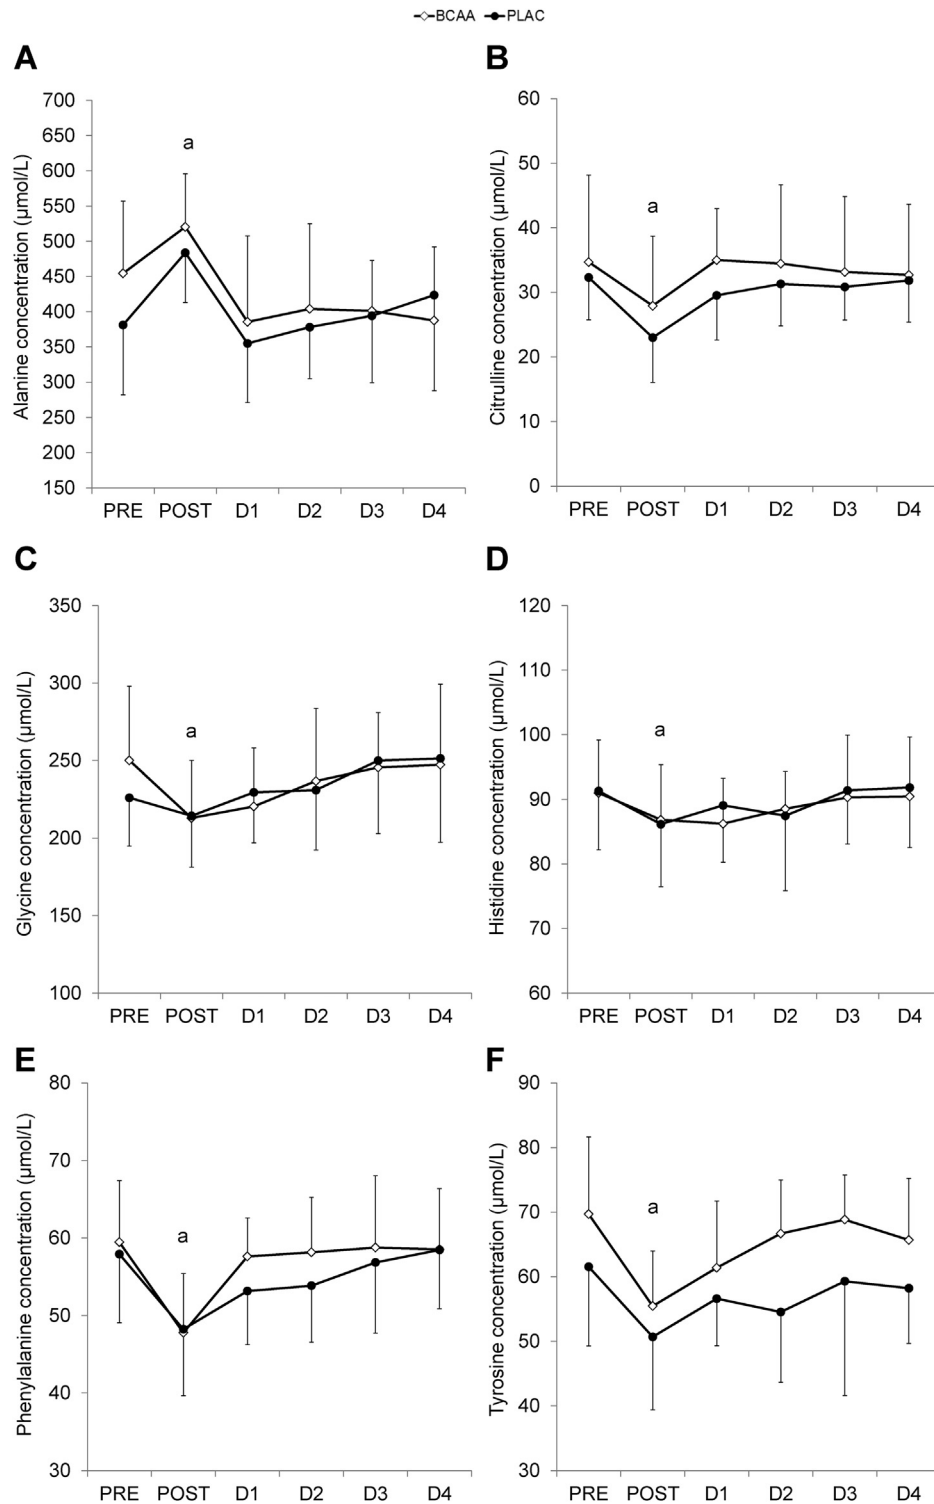 BCAA PLAC
A
Alanine concentration (µmol/L)
700
650
600
550
500
450
400
350
300
250
200
150
a
PRE POST D1 D2 D3 D4
B
Citrulline concentration (µmol/L)
60
50
40
30
20
10
0
a
PRE POST D1 D2 D3 D4
C
Glycine concentration (µmol/L)
350
300
250
200
150
100
a
PRE POST D1 D2 D3 D4
D
Histidine concentration (µmol/L)
120
110
100
90
80
70
60
a
PRE POST D1 D2 D3 D4
E
Phenylalanine concentration (µmol/L)
80
70
60
50
40
30
a
PRE POST D1 D2 D3 D4
F
Tyrosine concentration (µmol/L)
90
80
70
60
50
40
30
a
PRE POST D1 D2 D3 D4